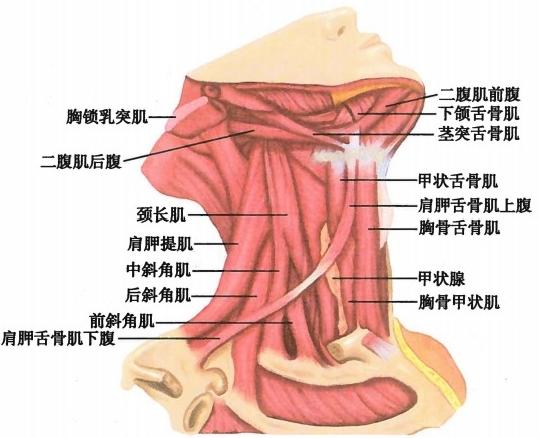 胸锁乳突肌
二腹肌后腹
颈长肌
肩胛提肌
中斜角肌
后斜角肌
前斜角肌
肩胛舌骨肌下腹
二腹肌前腹
下颌舌骨肌
茎突舌骨肌
甲状舌骨肌
肩胛舌骨肌上腹
胸骨舌骨肌
甲状腺
胸骨甲状肌